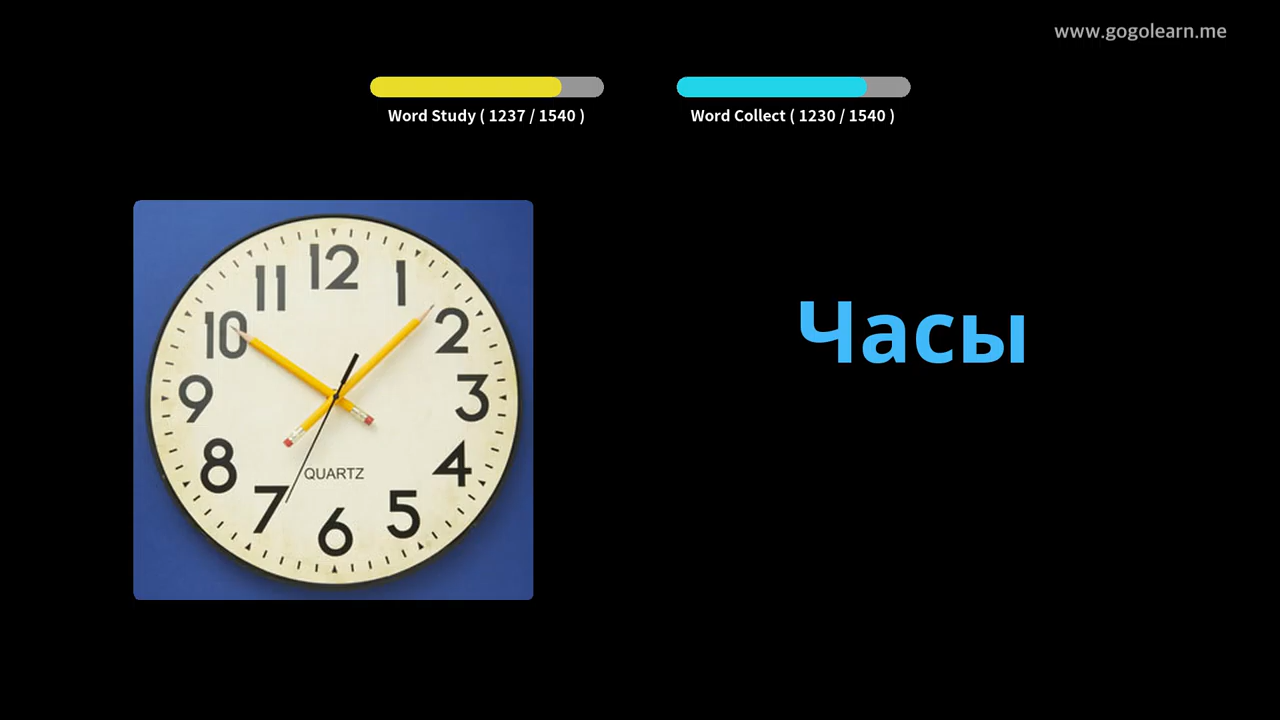 www.gogolearn.me
Word Study ( 1237 / 1540 )
Word Collect ( 1230 / 1540 )
12
11
1
10
2
9
3
8
4
7
5
6
QUARTZ
Часы